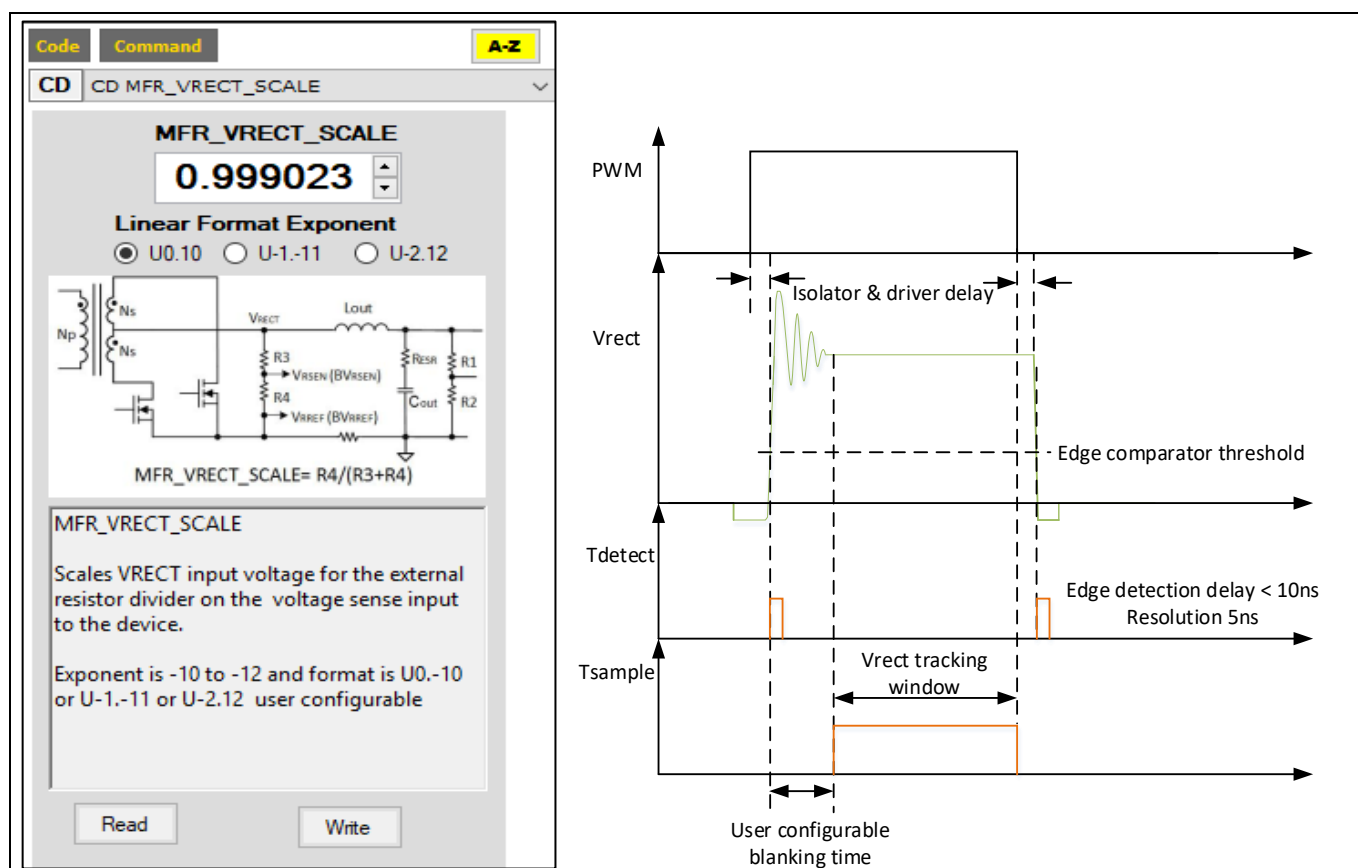 Code
Command
A-Z
CD
CD MFR_VRECT_SCALE
MFR_VRECT_SCALE
0.999023
Linear Format Exponent
U0.10
U-1.-11
U-2.12
Np
Ns
Ns
VRECT
Lout
R3
VRSEN (BVRSEN)
R4
VRREF (BVRREF)
RESR
Cout
R1
R2
MFR_VRECT_SCALE= R4/(R3+R4)
MFR_VRECT_SCALE
Scales VRECT input voltage for the external
resistor divider on the  voltage sense input
to the device.
Exponent is -10 to -12 and format is U0.-10
or U-1.-11 or U-2.12  user configurable
Read
Write
PWM
Isolator & driver delay
Vrect
Edge comparator threshold
Tdetect
Edge detection delay < 10ns
Resolution 5ns
Tsample
Vrect tracking
window
User configurable
blanking time